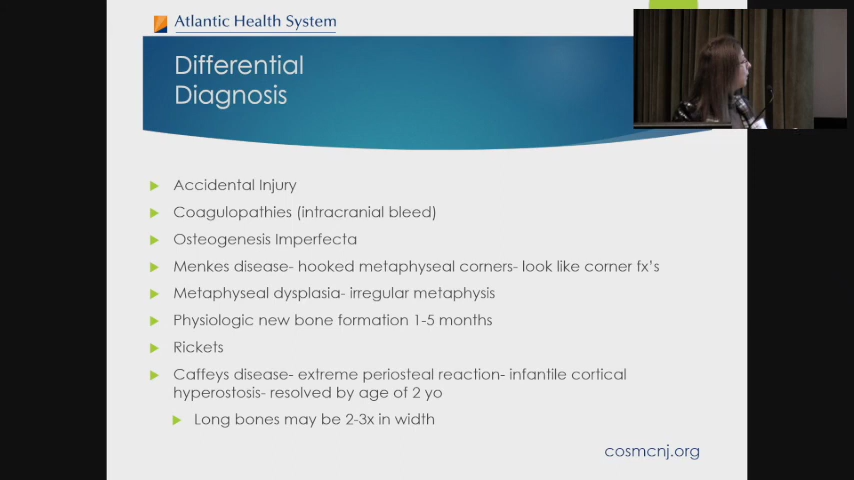 Atlantic Health System
Differential
Diagnosis
Accidental Injury
Coagulopathies (intracranial bleed)
Osteogenesis Imperfecta
Menkes disease- hooked metaphyseal corners- look like corner fx's
Metaphyseal dysplasia- irregular metaphysis
Physiologic new bone formation 1-5 months
Rickets
Caffeys disease- extreme periosteal reaction- infantile cortical
hyperostosis- resolved by age of 2 yo
Long bones may be 2-3x in width
cosmcnj.org